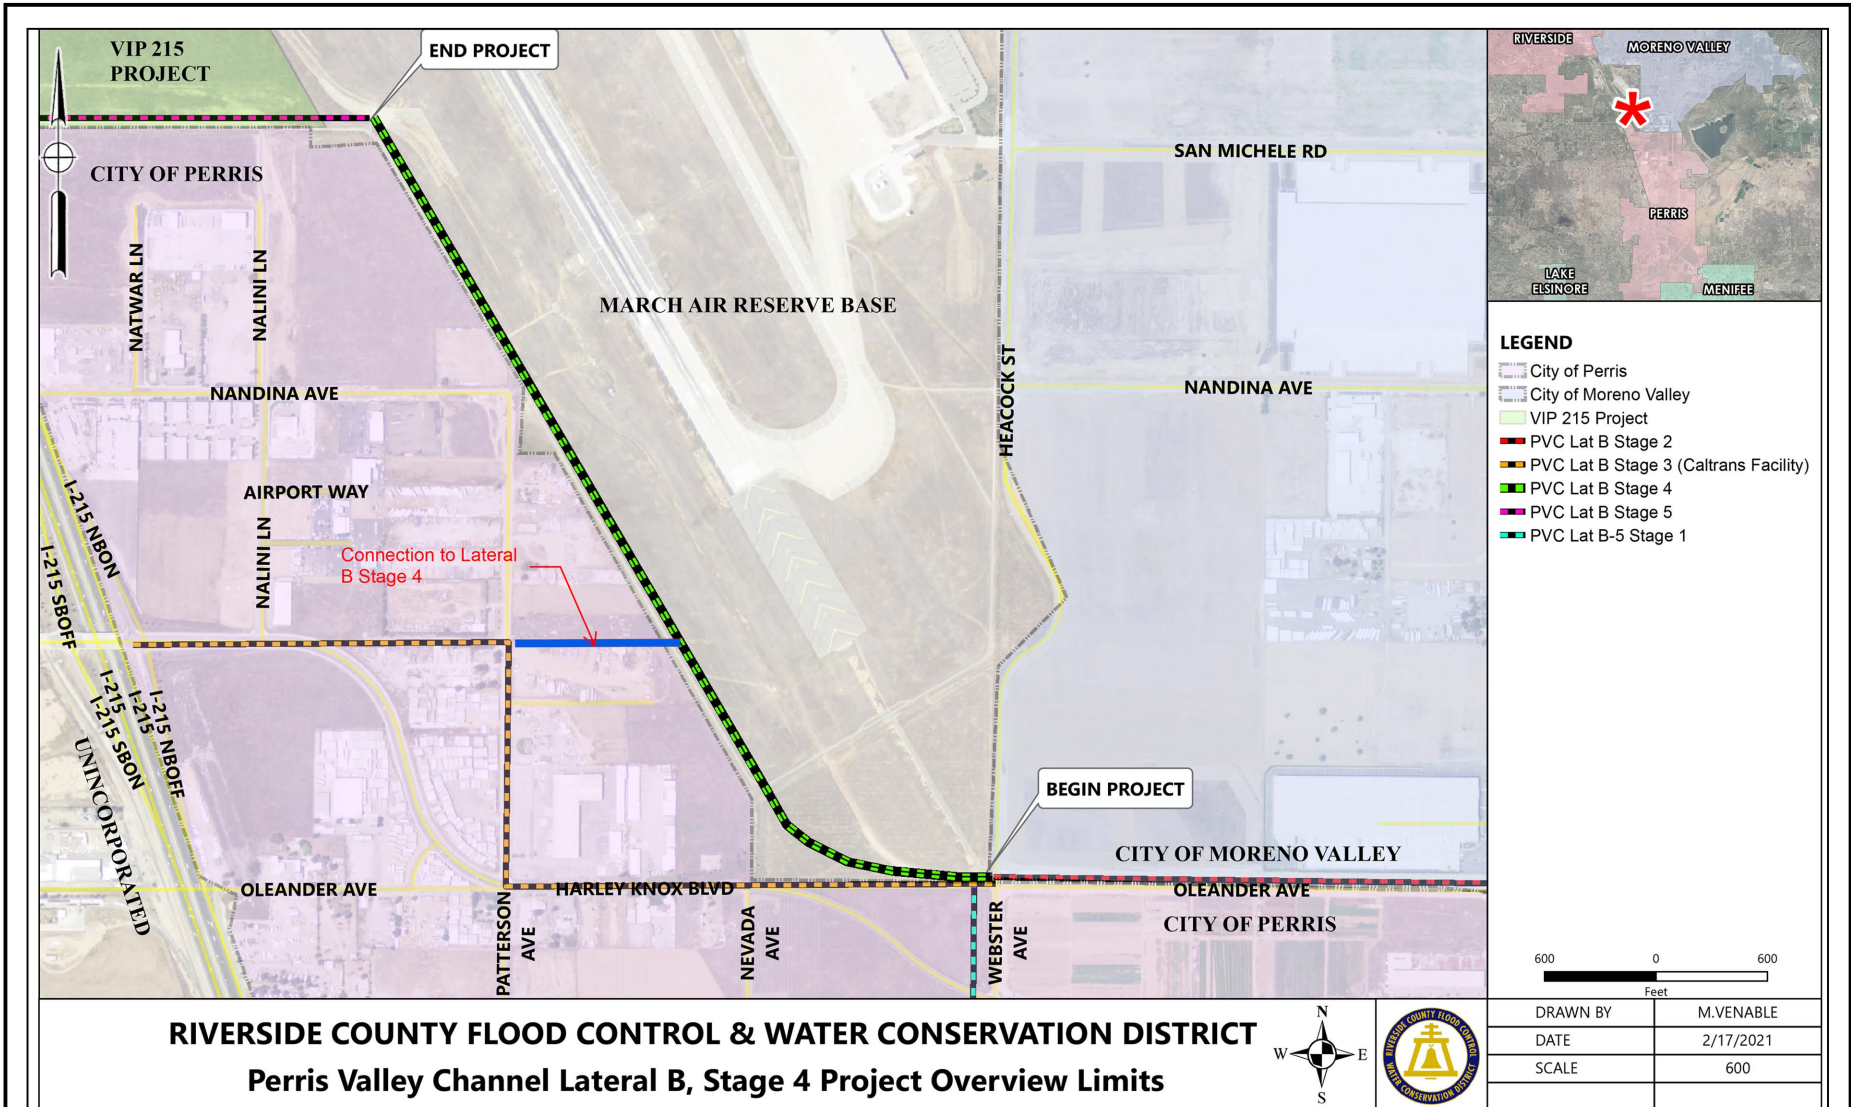 VIP 215
PROJECT
END PROJECT
CITY OF PERRIS
SAN MICHELE RD
NATWAR LN
NALINI LN
MARCH AIR RESERVE BASE
HEACOCK ST
NANDINA AVE
NANDINA AVE
I-215 NBON
AIRPORT WAY
NALINI LN
Connection to Lateral
B Stage 4
I-215 SBOFF
I-215
I-215
I-215 NBOFF
I-215 SBON
UNINCORPORATED
BEGIN PROJECT
CITY OF MORENO VALLEY
OLEANDER AVE
HARLEY KNOX BLVD
OLEANDER AVE
CITY OF PERRIS
PATTERSON
AVE
NEVADA
AVE
WEBSTER
AVE
RIVERSIDE
MORENO VALLEY
PERRIS
LAKE
ELSINORE
MENIFEE
LEGEND
City of Perris
City of Moreno Valley
VIP 215 Project
PVC Lat B Stage 2
PVC Lat B Stage 3 (Caltrans Facility)
PVC Lat B Stage 4
PVC Lat B Stage 5
PVC Lat B-5 Stage 1
600 0 600
Feet
RIVERSIDE COUNTY FLOOD CONTROL & WATER CONSERVATION DISTRICT
Perris Valley Channel Lateral B, Stage 4 Project Overview Limits
N
W E
S
RIVERSIDE COUNTY FLOOD CONTROL
WATER CONSERVATION DISTRICT
DRAWN BY M.VENABLE
DATE 2/17/2021
SCALE 600